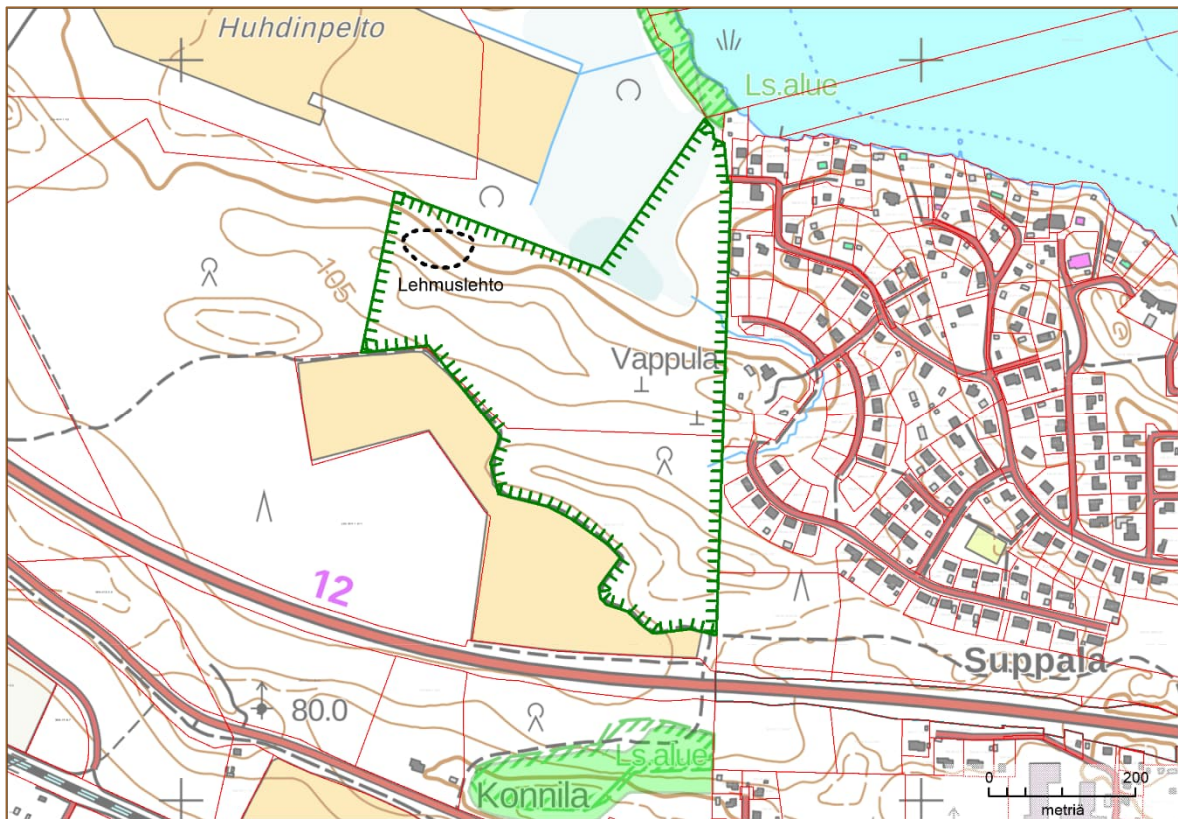 Huhdinpelto
Ls.alue
Lehmuslehto
105
Vappula
12
Suppala
80.0
Ls.alue
Konnila
0 200
metriä